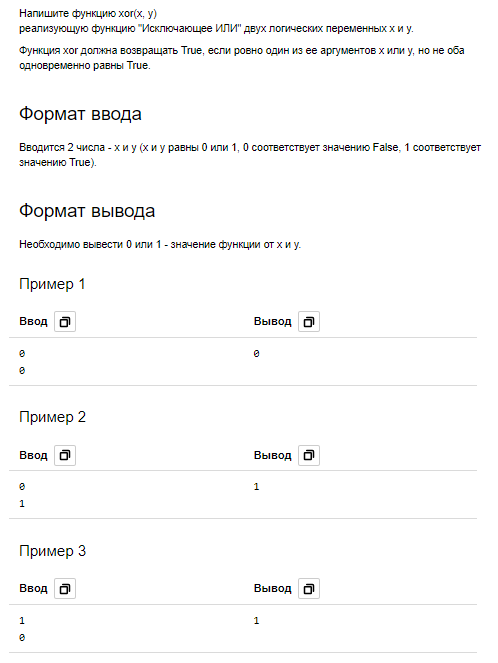 Напишите функцию xor(x, y)
реализующую функцию "Исключающее ИЛИ" двух логических переменных x и y.
Функция xor должна возвращать True, если ровно один из ее аргументов x или y, но не оба
одновременно равны True.
Формат ввода
Вводится 2 числа - x и y (x и y равны 0 или 1, 0 соответствует значению False, 1 соответствует
значению True).
Формат вывода
Необходимо вывести 0 или 1 - значение функции от x и y.
Пример 1
Ввод Вывод
0 0
0
Пример 2
Ввод Вывод
0 1
1
Пример 3
Ввод Вывод
1 1
0